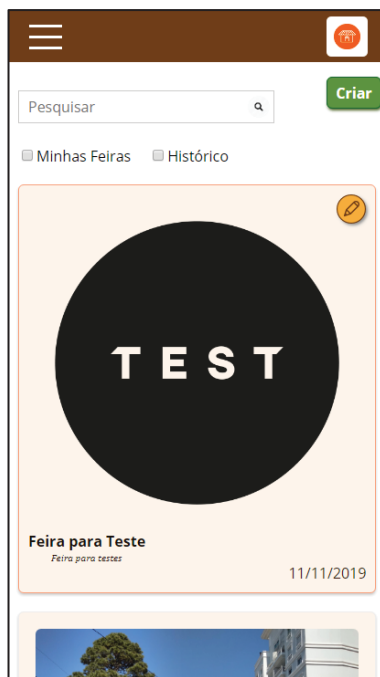 Criar
Pesquisar
Minhas Feiras Histórico
TEST
Feira para Teste
Feira para testes
11/11/2019